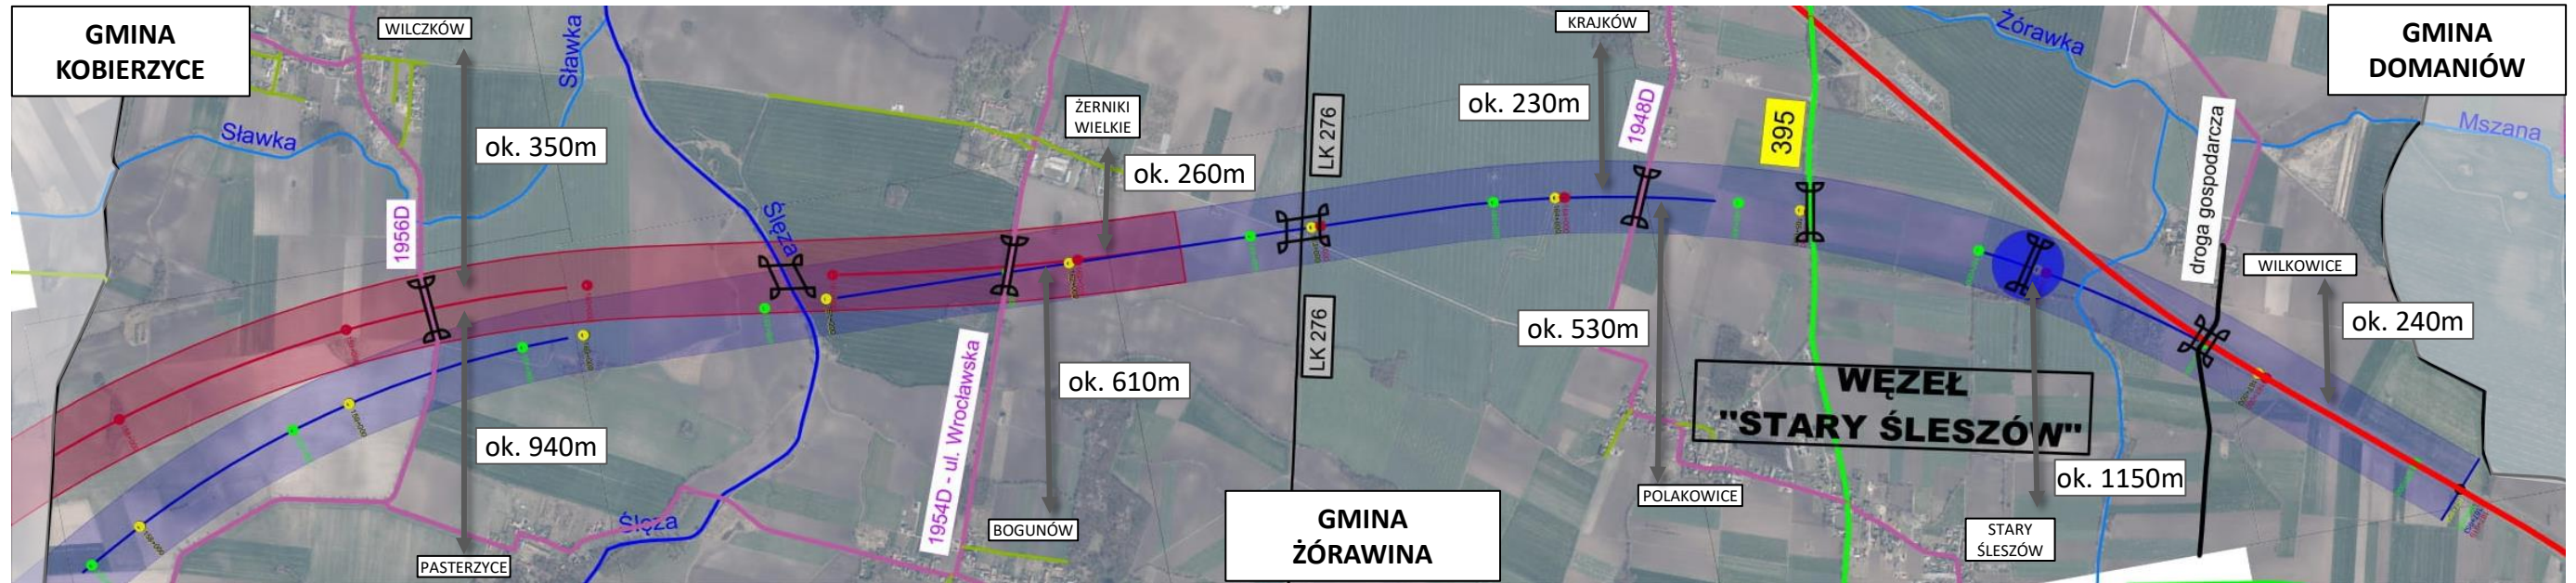 GMINA
KOBIERZYCE
WILCZKÓW
Sławka
Sławka
ok. 350m
1956D
Ślęza
ŻERNIKI
WIELKIE
ok. 260m
LK 276
KRAJKÓW
ok. 230m
1948D
395
Żórawka
GMINA
DOMANIÓW
Mszana
droga gospodarcza
WILKOWICE
ok. 240m
ok. 940m
PASTERZYCE
Ślęza
1954D - ul. Wrocławska
ok. 610m
BOGUNÓW
LK 276
GMINA
ŻÓRAWINA
ok. 530m
POLAKOWICE
WĘZEŁ
"STARY ŚLESZÓW"
ok. 1150m
STARY
ŚLESZÓW